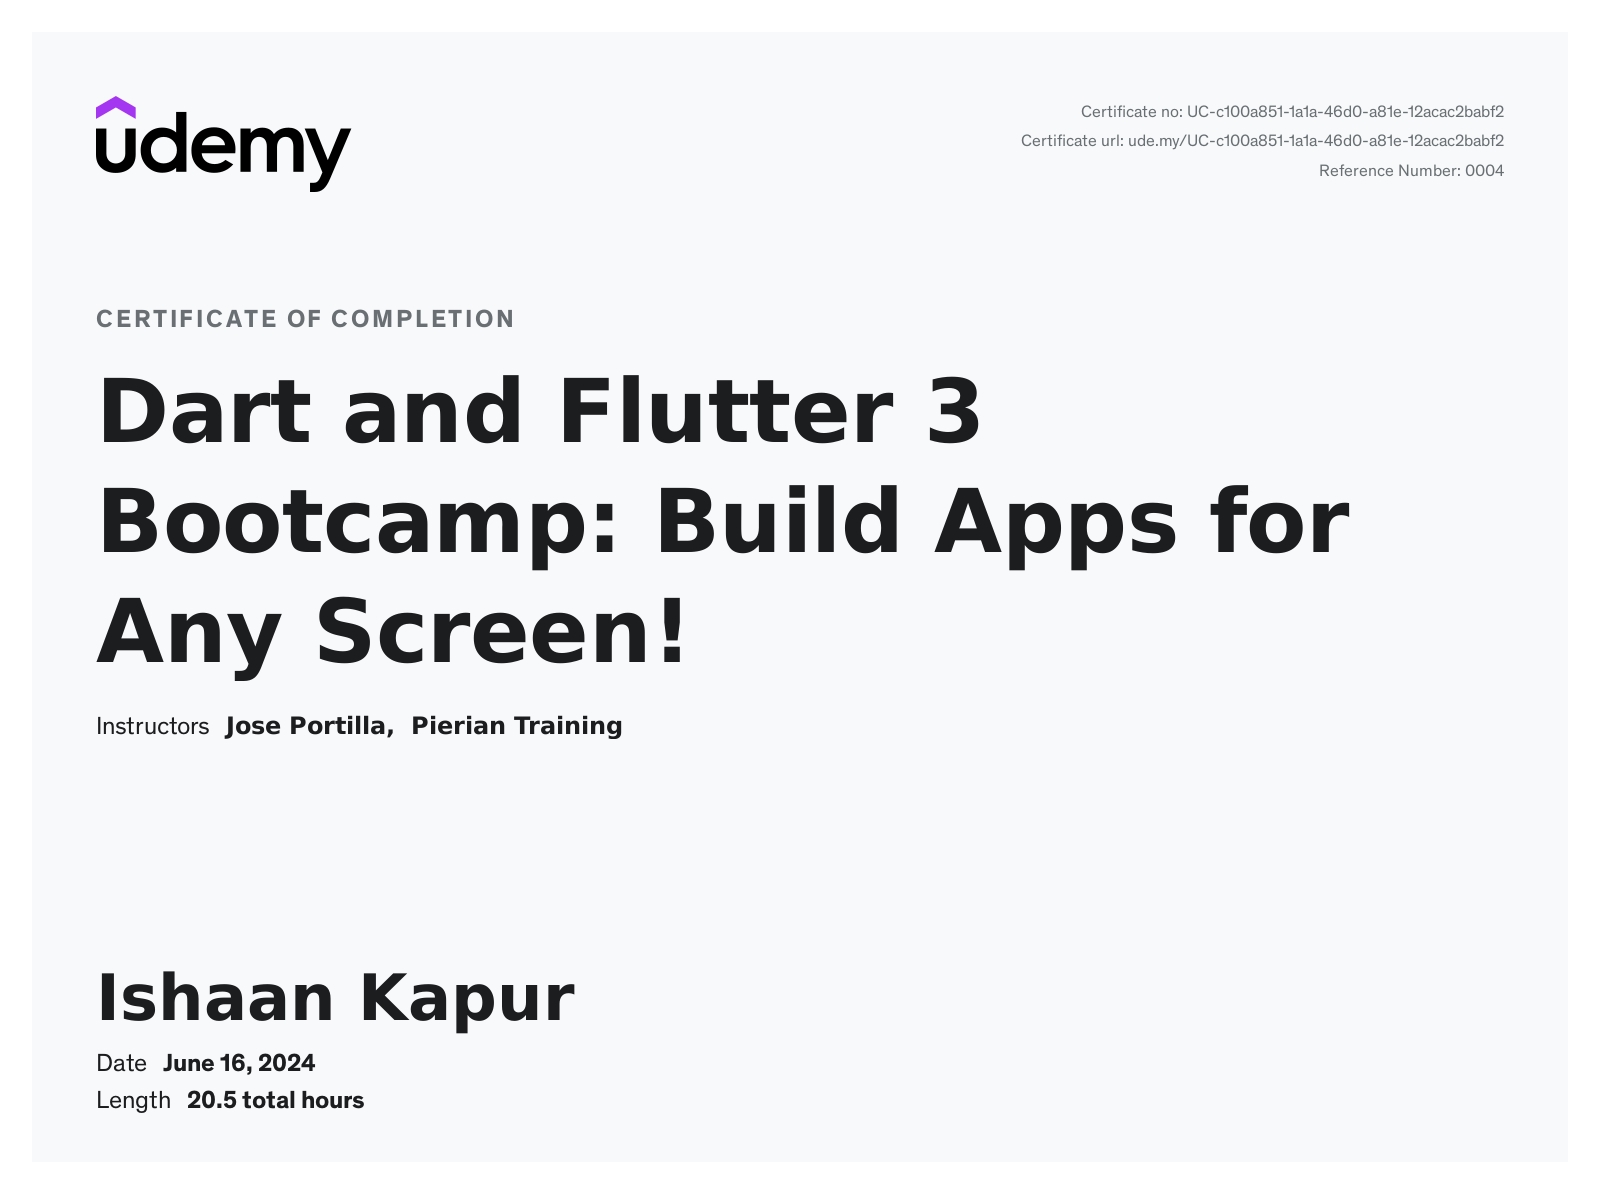 udemy
Certificate no: UC-c100a851-1a1a-46d0-a81e-12acac2babf2
Certificate url: ude.my/UC-c100a851-1a1a-46d0-a81e-12acac2babf2
Reference Number: 0004
CERTIFICATE OF COMPLETION
Dart and Flutter 3
Bootcamp: Build Apps for
Any Screen!
Instructors Jose Portilla, Pierian Training
Ishaan Kapur
Date June 16, 2024
Length 20.5 total hours